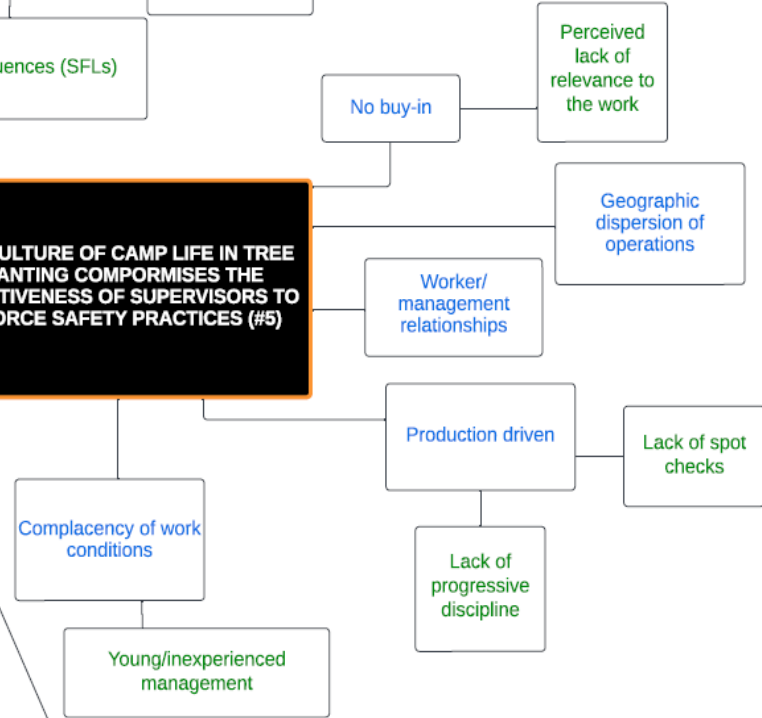 Perceived
lack of
relevance to
the work
uences (SFLs)
No buy-in
Geographic
dispersion of
operations
ULTURE OF CAMP LIFE IN TREE
ANTING COMPORMISES THE
TIVENESS OF SUPERVISORS TO
ORCE SAFETY PRACTICES (#5)
Worker/
management
relationships
Production driven
Lack of spot
checks
Complacency of work
conditions
Lack of
progressive
discipline
Young/inexperienced
management